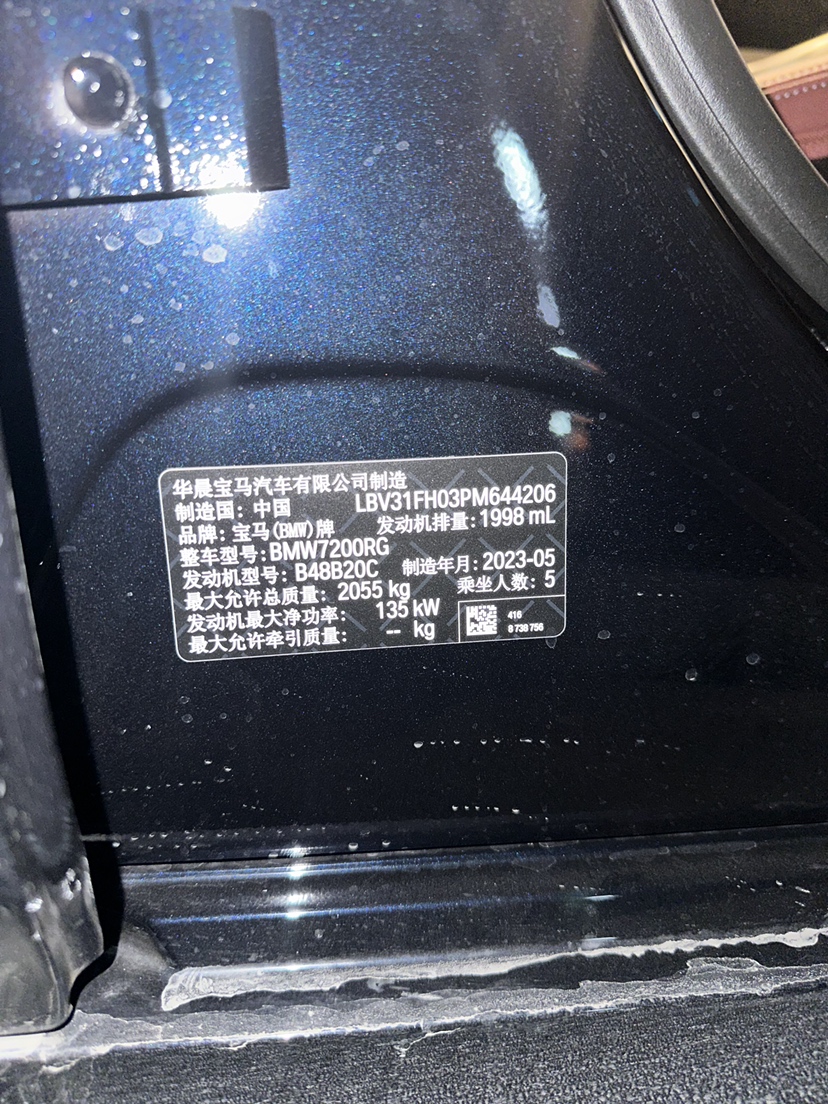 华晨宝马汽车有限公司制造
制造国：中国 LBV31FH03PM644206
品牌：宝马(BMW)牌 发动机排量：1998 mL
整车型号：BMW7200RG
发动机型号：B48B20C 制造年月：2023-05
最大允许总质量：2055 kg 乘坐人数：5
发动机最大净功率：135 kW
最大允许牵引质量：-- kg
416
8 738 756